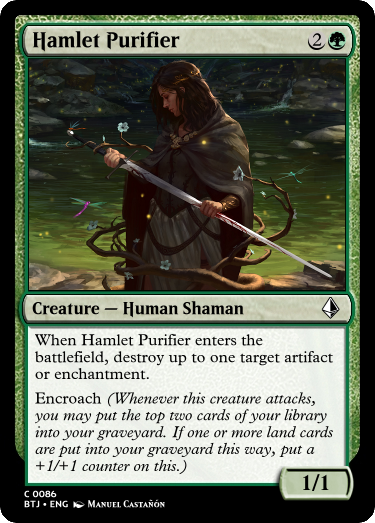 Hamlet Purifier 2
Creature — Human Shaman
When Hamlet Purifier enters the
battlefield, destroy up to one target artifact
or enchantment.
Encroach (Whenever this creature attacks,
you may put the top two cards of your library
into your graveyard. If one or more land cards
are put into your graveyard this way, put a
+1/+1 counter on this.)
1/1
C 0086
BTJ • ENG Manuel Castañón